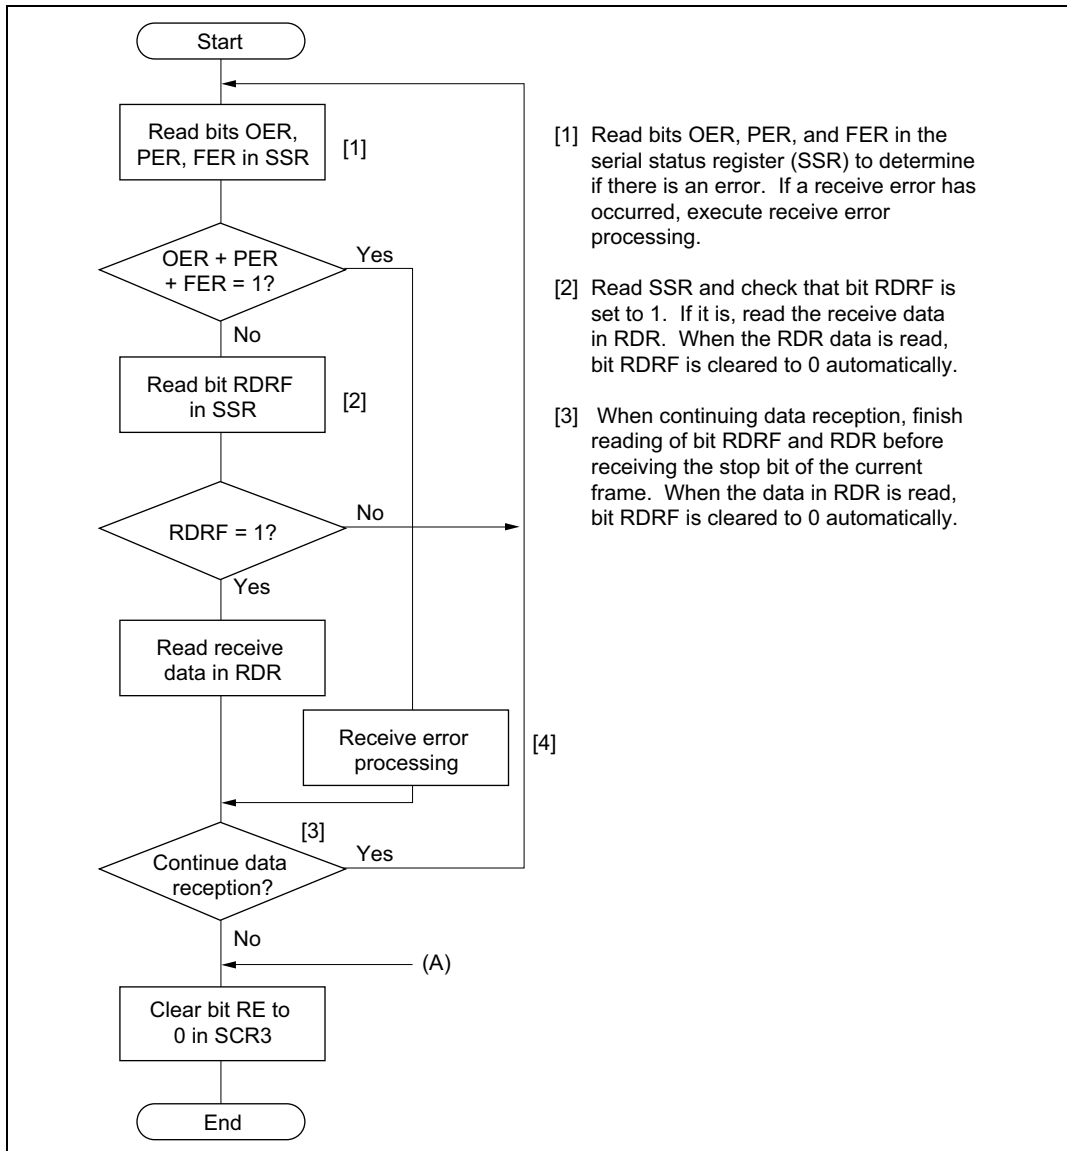 Start
Read bits OER,
PER, FER in SSR
[1]
OER + PER
+ FER = 1?
Yes
No
Read bit RDRF
in SSR
[2]
RDRF = 1?
No
Yes
Read receive
data in RDR
Receive error
processing
[4]
[3]
Continue data
reception?
Yes
No
(A)
Clear bit RE to
0 in SCR3
End
[1] Read bits OER, PER, and FER in the
serial status register (SSR) to determine
if there is an error. If a receive error has
occurred, execute receive error
processing.
[2] Read SSR and check that bit RDRF is
set to 1. If it is, read the receive data
in RDR. When the RDR data is read,
bit RDRF is cleared to 0 automatically.
[3] When continuing data reception, finish
reading of bit RDRF and RDR before
receiving the stop bit of the current
frame. When the data in RDR is read,
bit RDRF is cleared to 0 automatically.